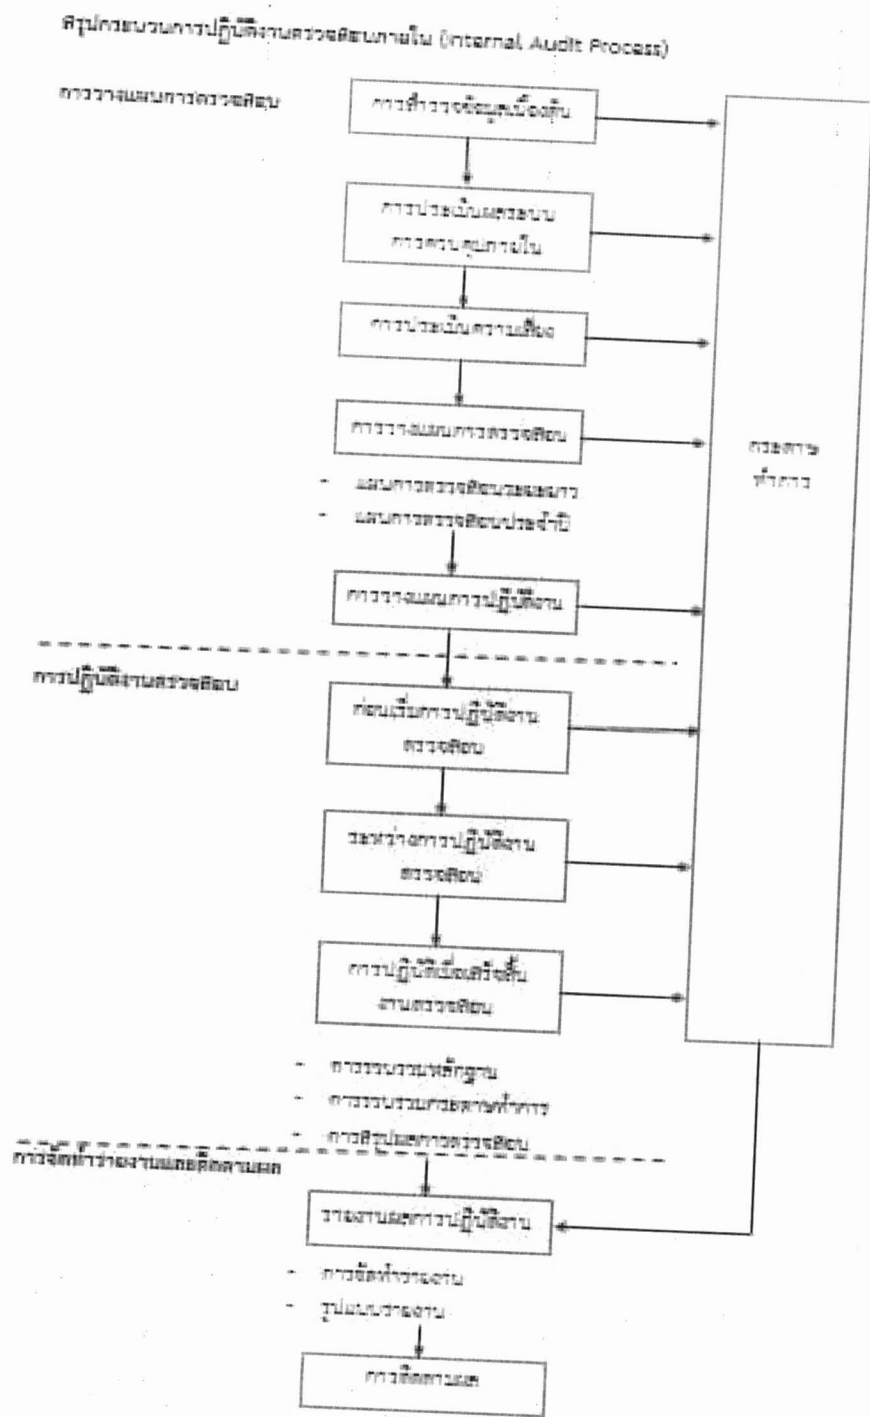 สรุปกระบวนการปฏิบัติงานตรวจสอบภายใน (Internal Audit Process)
การวางแผนการตรวจสอบ
การสำรวจข้อมูลเบื้องต้น
การประเมินผลระบบ
การควบคุมภายใน
การประเมินความเสี่ยง
การวางแผนการตรวจสอบ
- แผนการตรวจสอบระยะยาว
- แผนการตรวจสอบประจำปี
กระดาษ
ทำการ
การวางแผนการปฏิบัติงาน
การปฏิบัติงานตรวจสอบ
ก่อนเริ่มการปฏิบัติงาน
ตรวจสอบ
ระหว่างการปฏิบัติงาน
ตรวจสอบ
การปฏิบัติเมื่อเสร็จสิ้น
งานตรวจสอบ
- การรวบรวมหลักฐาน
- การรวบรวมกระดาษทำการ
- การสรุปผลการตรวจสอบ
การจัดทำรายงานและติดตามผล
รายงานผลการปฏิบัติงาน
- การจัดทำรายงาน
- รูปแบบรายงาน
การติดตามผล